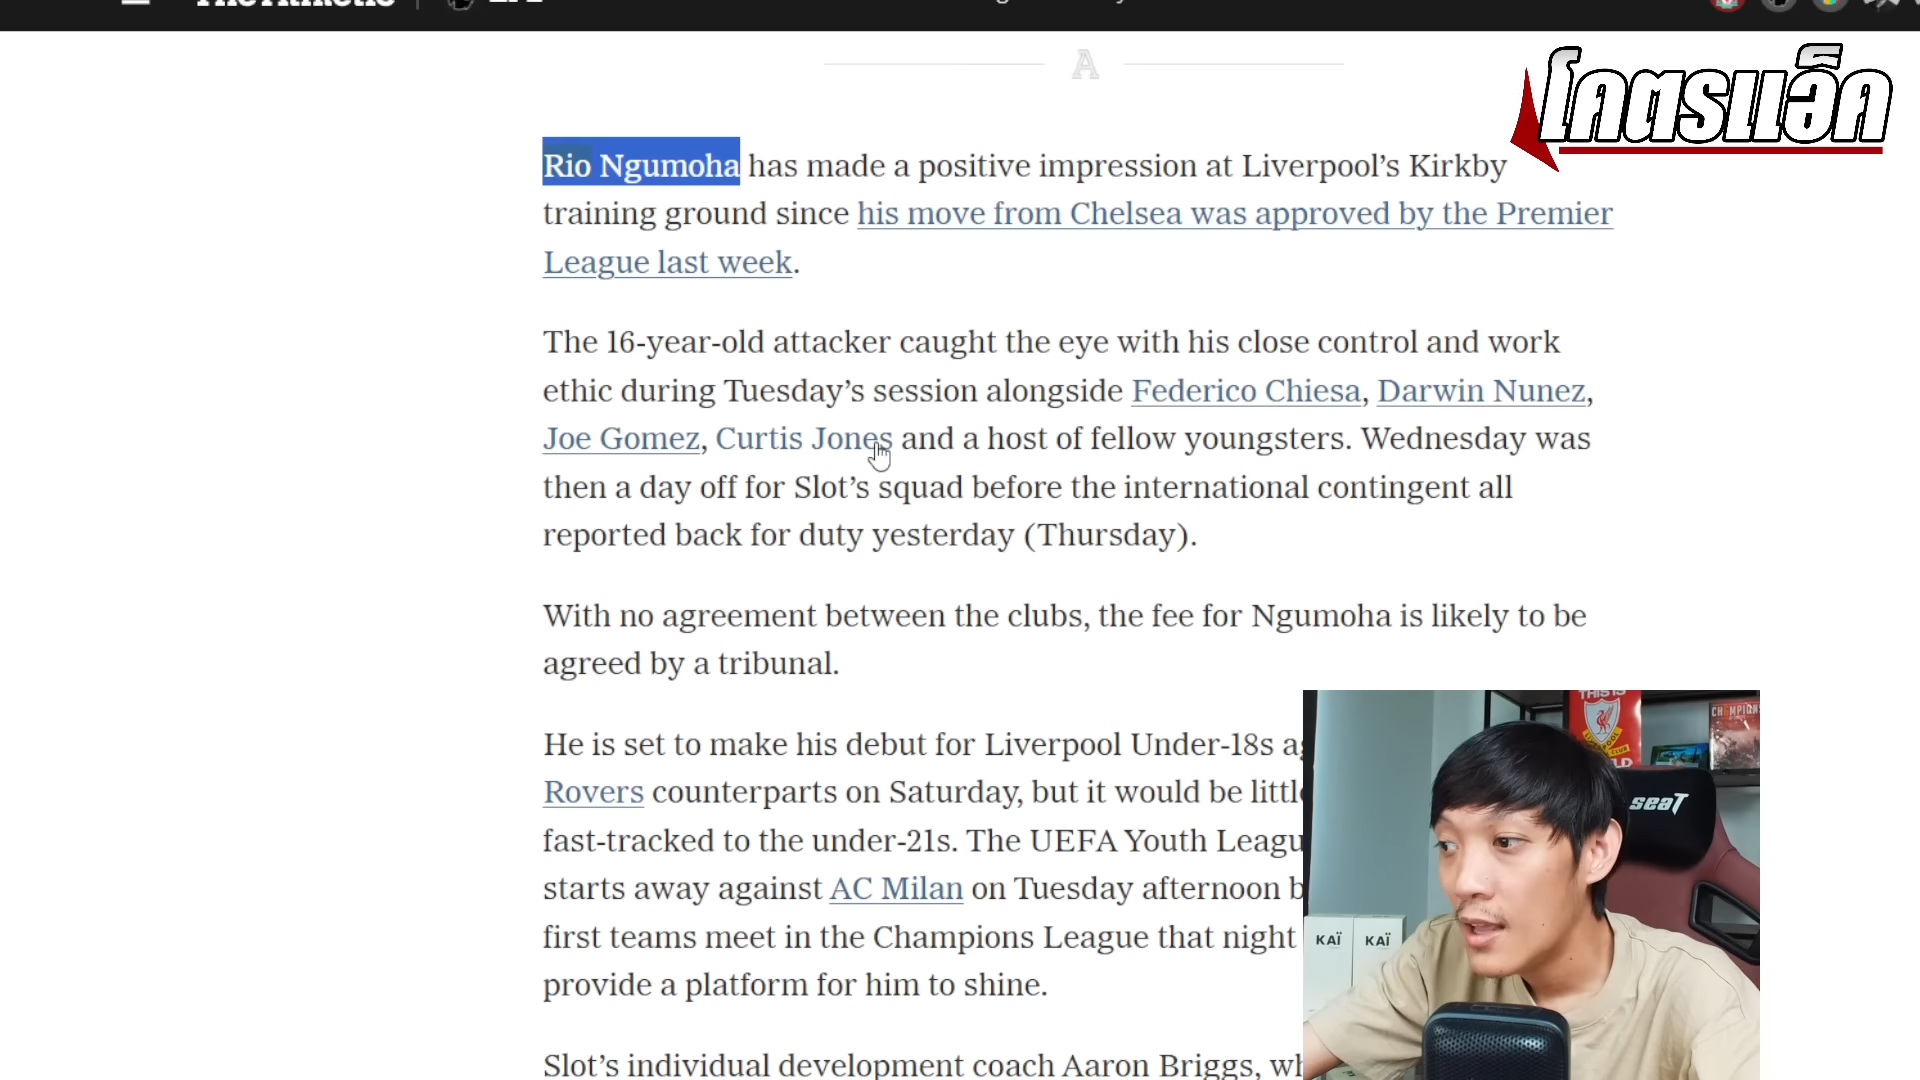 โคตรแอ็ค
Rio Ngumoha has made a positive impression at Liverpool’s Kirkby
training ground since his move from Chelsea was approved by the Premier
League last week.
The 16-year-old attacker caught the eye with his close control and work
ethic during Tuesday’s session alongside Federico Chiesa, Darwin Nunez,
Joe Gomez, Curtis Jones and a host of fellow youngsters. Wednesday was
then a day off for Slot’s squad before the international contingent all
reported back for duty yesterday (Thursday).
With no agreement between the clubs, the fee for Ngumoha is likely to be
agreed by a tribunal.
He is set to make his debut for Liverpool Under-18s
Rovers counterparts on Saturday, but it would be
fast-tracked to the under-21s. The UEFA Youth
starts away against AC Milan on Tuesday afternoon
first teams meet in the Champions League that night
provide a platform for him to shine.
Slot’s individual development coach Aaron Briggs,
THIS IS
seaT
KAÏ KAÏ